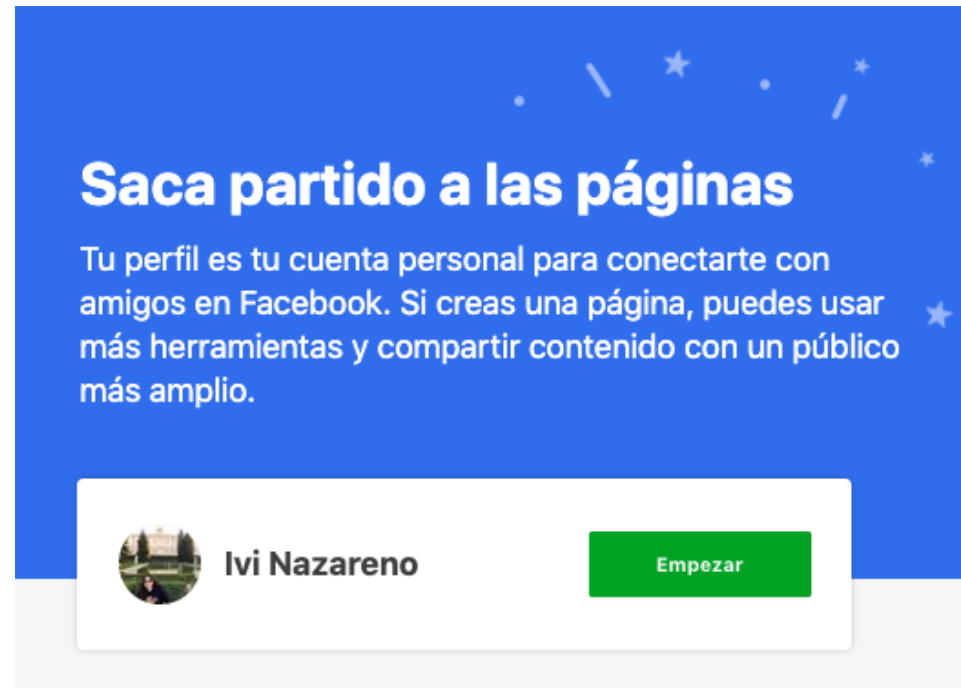 Saca partido a las páginas
Tu perfil es tu cuenta personal para conectarte con
amigos en Facebook. Si creas una página, puedes usar
más herramientas y compartir contenido con un público
más amplio.
Ivi Nazareno
Empezar